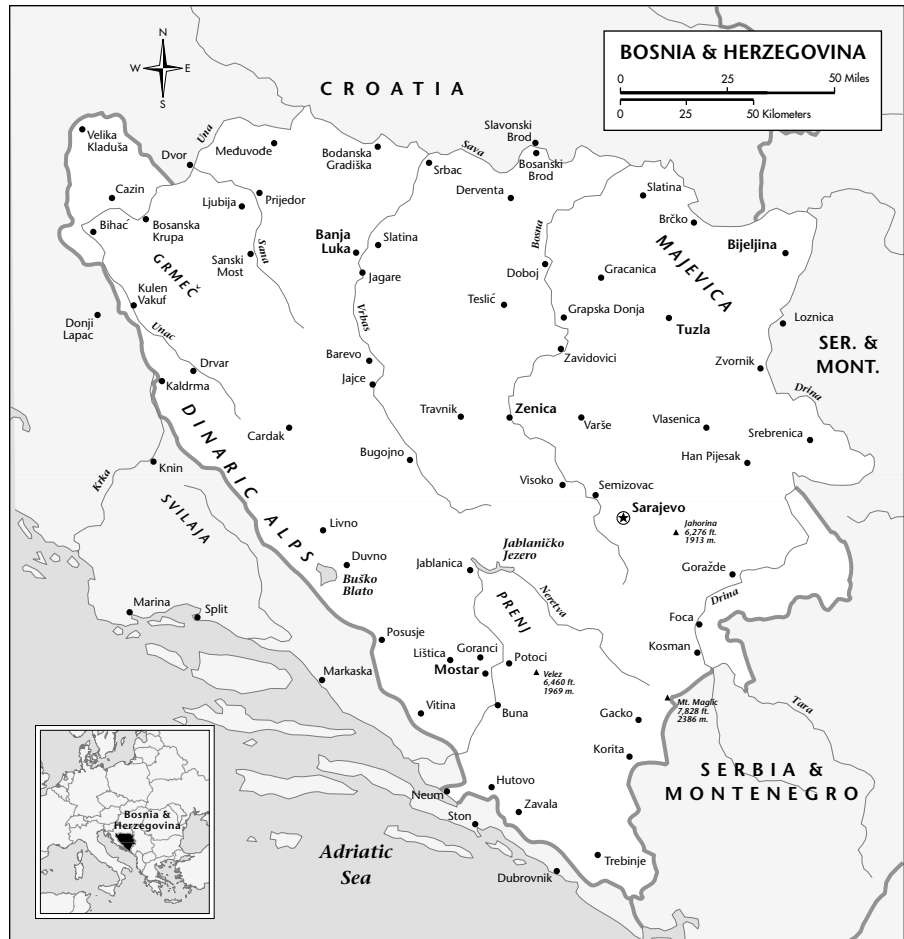 BOSNIA & HERZEGOVINA
0 25 50 Miles
0 25 50 Kilometers
N
W E
S
CROATIA
Velika
Kladuša
Una
Dvor
Međuvođe
Bodanska
Gradiška
Sava
Slavonski
Brod
Bosanski
Brod
Srbac
Derventa
Slatina
Brčko
Cazin
Ljubija
Prijedor
Bihać
Bosanska
Krupa
GRMEČ
Sanski
Most
Sana
Banja
Luka
Slatina
Jagare
Bosna
Doboj
Gracanica
MAJEVICA
Bijeljina
Kulen
Vakuf
Donji
Lapac
Unac
Vrbas
Teslić
Grapska Donja
Tuzla
Loznica
SER. &
MONT.
Drvar
Kaldrma
Barevo
Jajce
Zavidovici
Zvornik
Drina
DINARIC ALPS
Cardak
Travnik
Zenica
Varše
Vlasenica
Srebrenica
Bugojno
Han Pijesak
Krka
Knin
SVILAJA
Visoko
Semizovac
Sarajevo
Livno
Duvno
Buško
Blato
Jablaničko
Jezero
Jablanica
Jahorina
6,276 ft.
1913 m.
Goražde
Drina
Neretva
PRENJ
Marina
Split
Foca
Kosman
Posusje
Lištica
Goranci
Mostar
Potoci
Velez
6,460 ft.
1969 m.
Markaska
Mt. Maglic
7,828 ft.
2386 m.
Tara
Vitina
Buna
Gacko
Korita
SERBIA &
MONTENEGRO
Neum
Hutovo
Ston
Zavala
Adriatic
Sea
Trebinje
Dubrovnik
Bosnia &
Herzegovina